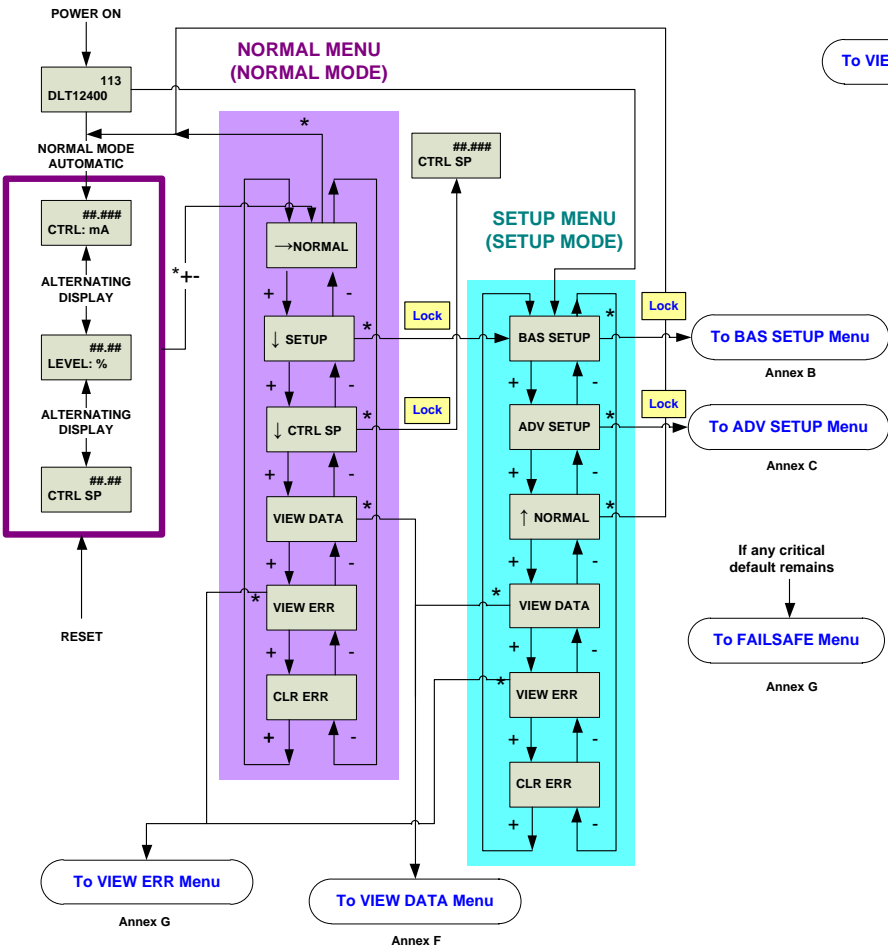 POWER ON
113
DLT12400
NORMAL MODE
AUTOMATIC
##.###
CTRL: mA
ALTERNATING
DISPLAY
##.##
LEVEL: %
ALTERNATING
DISPLAY
##.##
CTRL SP
RESET
*+-
NORMAL MENU
(NORMAL MODE)
*
→NORMAL
+ -
↓ SETUP
*
Lock
+ -
↓ CTRL SP
*
Lock
+ -
VIEW DATA
*
+ -
*
VIEW ERR
+ -
CLR ERR
+ -
##.###
CTRL SP
SETUP MENU
(SETUP MODE)
BAS SETUP
*
Lock
+ -
ADV SETUP
*
Lock
+ -
↑ NORMAL
*
+ -
*
VIEW DATA
+ -
*
VIEW ERR
+ -
CLR ERR
+ -
To VIE
To BAS SETUP Menu
Annex B
To ADV SETUP Menu
Annex C
If any critical
default remains
To FAILSAFE Menu
Annex G
To VIEW ERR Menu
Annex G
To VIEW DATA Menu
Annex F